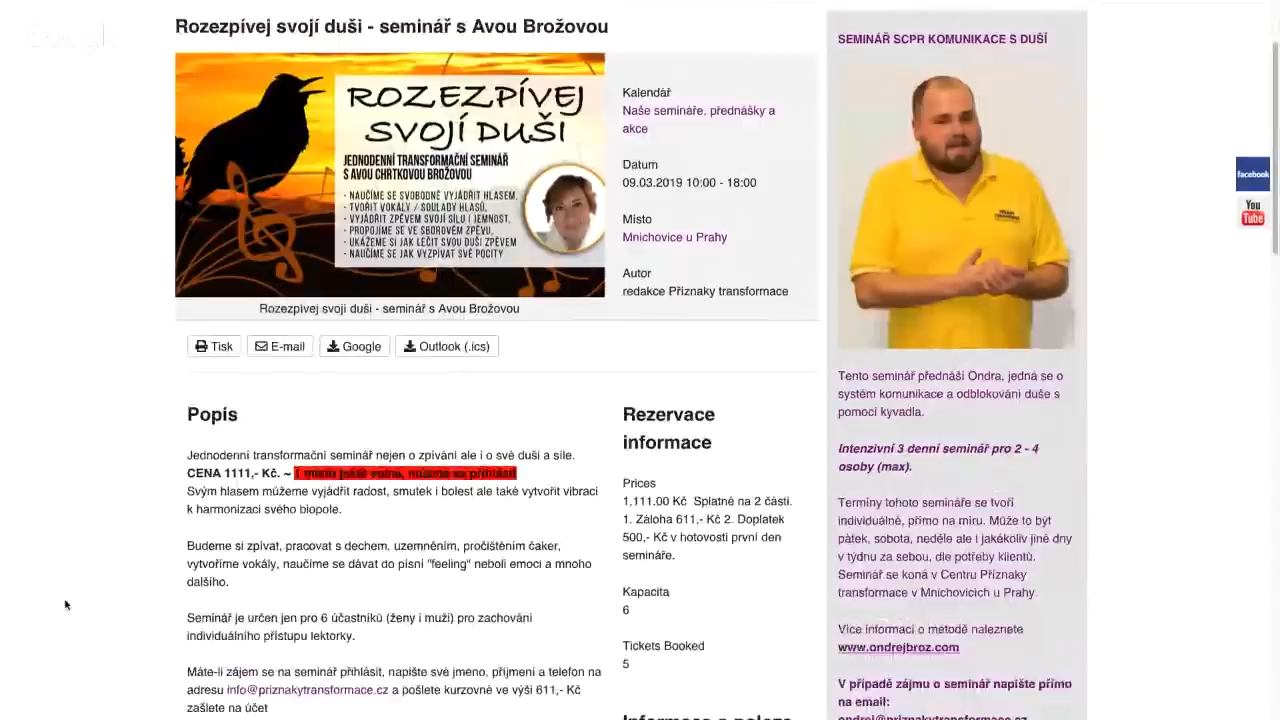 Google
Rozezpívej svojí duši - seminář s Avou Brožovou
ROZEZPÍVEJ
SVOJÍ DUŠI
JEDNODENNÍ TRANSFORMAČNÍ SEMINÁŘ
S AVOU CHRTKOVOU BROŽOVOU
- NAUČÍME SE SVOBODNĚ VYJÁDŘIT HLASEM,
- TVOŘIT VOKÁLY / SOULADY HLASŮ,
- VYJÁDŘIT ZPĚVEM SVOJÍ SÍLU I JEMNOST,
- PROPOJÍME SE VE SBOROVÉM ZPĚVU,
- UKÁŽEME SI JAK LÉČIT SVOU DUŠI ZPĚVEM
- NAUČÍME SE JAK VYZPÍVAT SVÉ POCITY
Rozezpívej svojí duši - seminář s Avou Brožovou
Kalendář
Naše semináře, přednášky a
akce
Datum
09.03.2019 10:00 - 18:00
Místo
Mnichovice u Prahy
Autor
redakce Příznaky transformace
Tisk
E-mail
Google
Outlook (.ics)
Popis
Jednodenní transformační seminář nejen o zpívání ale i o své duši a síle.
CENA 1111,- Kč. ~ 1 místo ještě volné, můžete se přihlásit
Svým hlasem můžeme vyjádřit radost, smutek i bolest ale také vytvořit vibraci
k harmonizaci svého biopole.
Budeme si zpívat, pracovat s dechem, uzemněním, pročištěním čaker,
vytvoříme vokály, naučíme se dávat do písní "feeling" neboli emoci a mnoho
dalšího.
Seminář je určen jen pro 6 účastníků (ženy i muži) pro zachování
individuálního přístupu lektorky.
Máte-li zájem se na seminář přihlásit, napište své jméno, příjmení a telefon na
adresu info@priznakytransformace.cz a pošlete kurzovné ve výši 611,- Kč
zašlete na účet
Rezervace
informace
Prices
1,111.00 Kč Splatné na 2 části.
1. Záloha 611,- Kč 2. Doplatek
500,- Kč v hotovosti první den
semináře.
Kapacita
6
Tickets Booked
5
SEMINÁŘ SCPR KOMUNIKACE S DUŠÍ
Tento seminář přednáší Ondra, jedná se o
systém komunikace a odblokování duše s
pomocí kyvadla.
Intenzivní 3 denní seminář pro 2 - 4
osoby (max).
Termíny tohoto semináře se tvoří
individuálně, přímo na míru. Může to být
pátek, sobota, neděle ale i jakákoliv jiné dny
v týdnu za sebou, dle potřeby klientů.
Seminář se koná v Centru Příznaky
transformace v Mnichovicích u Prahy.
Více informací o metodě naleznete
www.ondrejbroz.com
V případě zájmu o seminář napište přímo
na email:
ondrej@priznakytransformace.cz
facebook
You
Tube